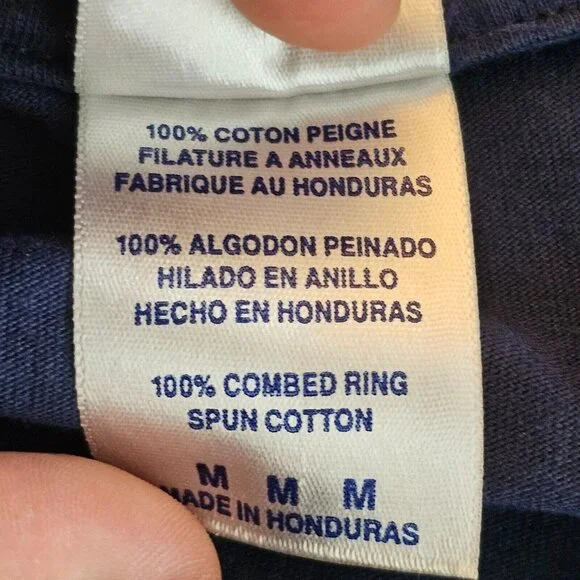 100% COTON PEIGNE
FILATURE A ANNEAUX
FABRIQUE AU HONDURAS
100% ALGODON PEINADO
HILADO EN ANILLO
HECHO EN HONDURAS
100% COMBED RING
SPUN COTTON
M M M
MADE IN HONDURAS